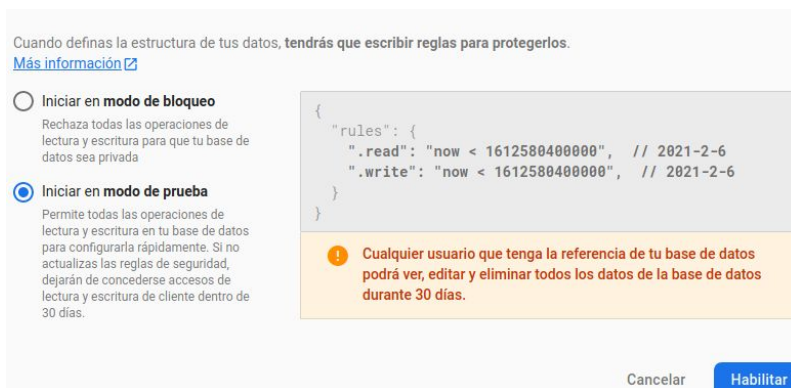 Cuando definas la estructura de tus datos, tendrás que escribir reglas para protegerlos.
Más información
Iniciar en modo de bloqueo
Rechaza todas las operaciones de
lectura y escritura para que tu base de
datos sea privada
Iniciar en modo de prueba
Permite todas las operaciones de
lectura y escritura en tu base de datos
para configurarla rápidamente. Si no
actualizas las reglas de seguridad,
dejarán de concederse accesos de
lectura y escritura de cliente dentro de
30 días.
{
"rules": {
".read": "now < 1612580400000", // 2021-2-6
".write": "now < 1612580400000", // 2021-2-6
}
}
Cualquier usuario que tenga la referencia de tu base de datos
podrá ver, editar y eliminar todos los datos de la base de datos
durante 30 días.
Cancelar Habilitar